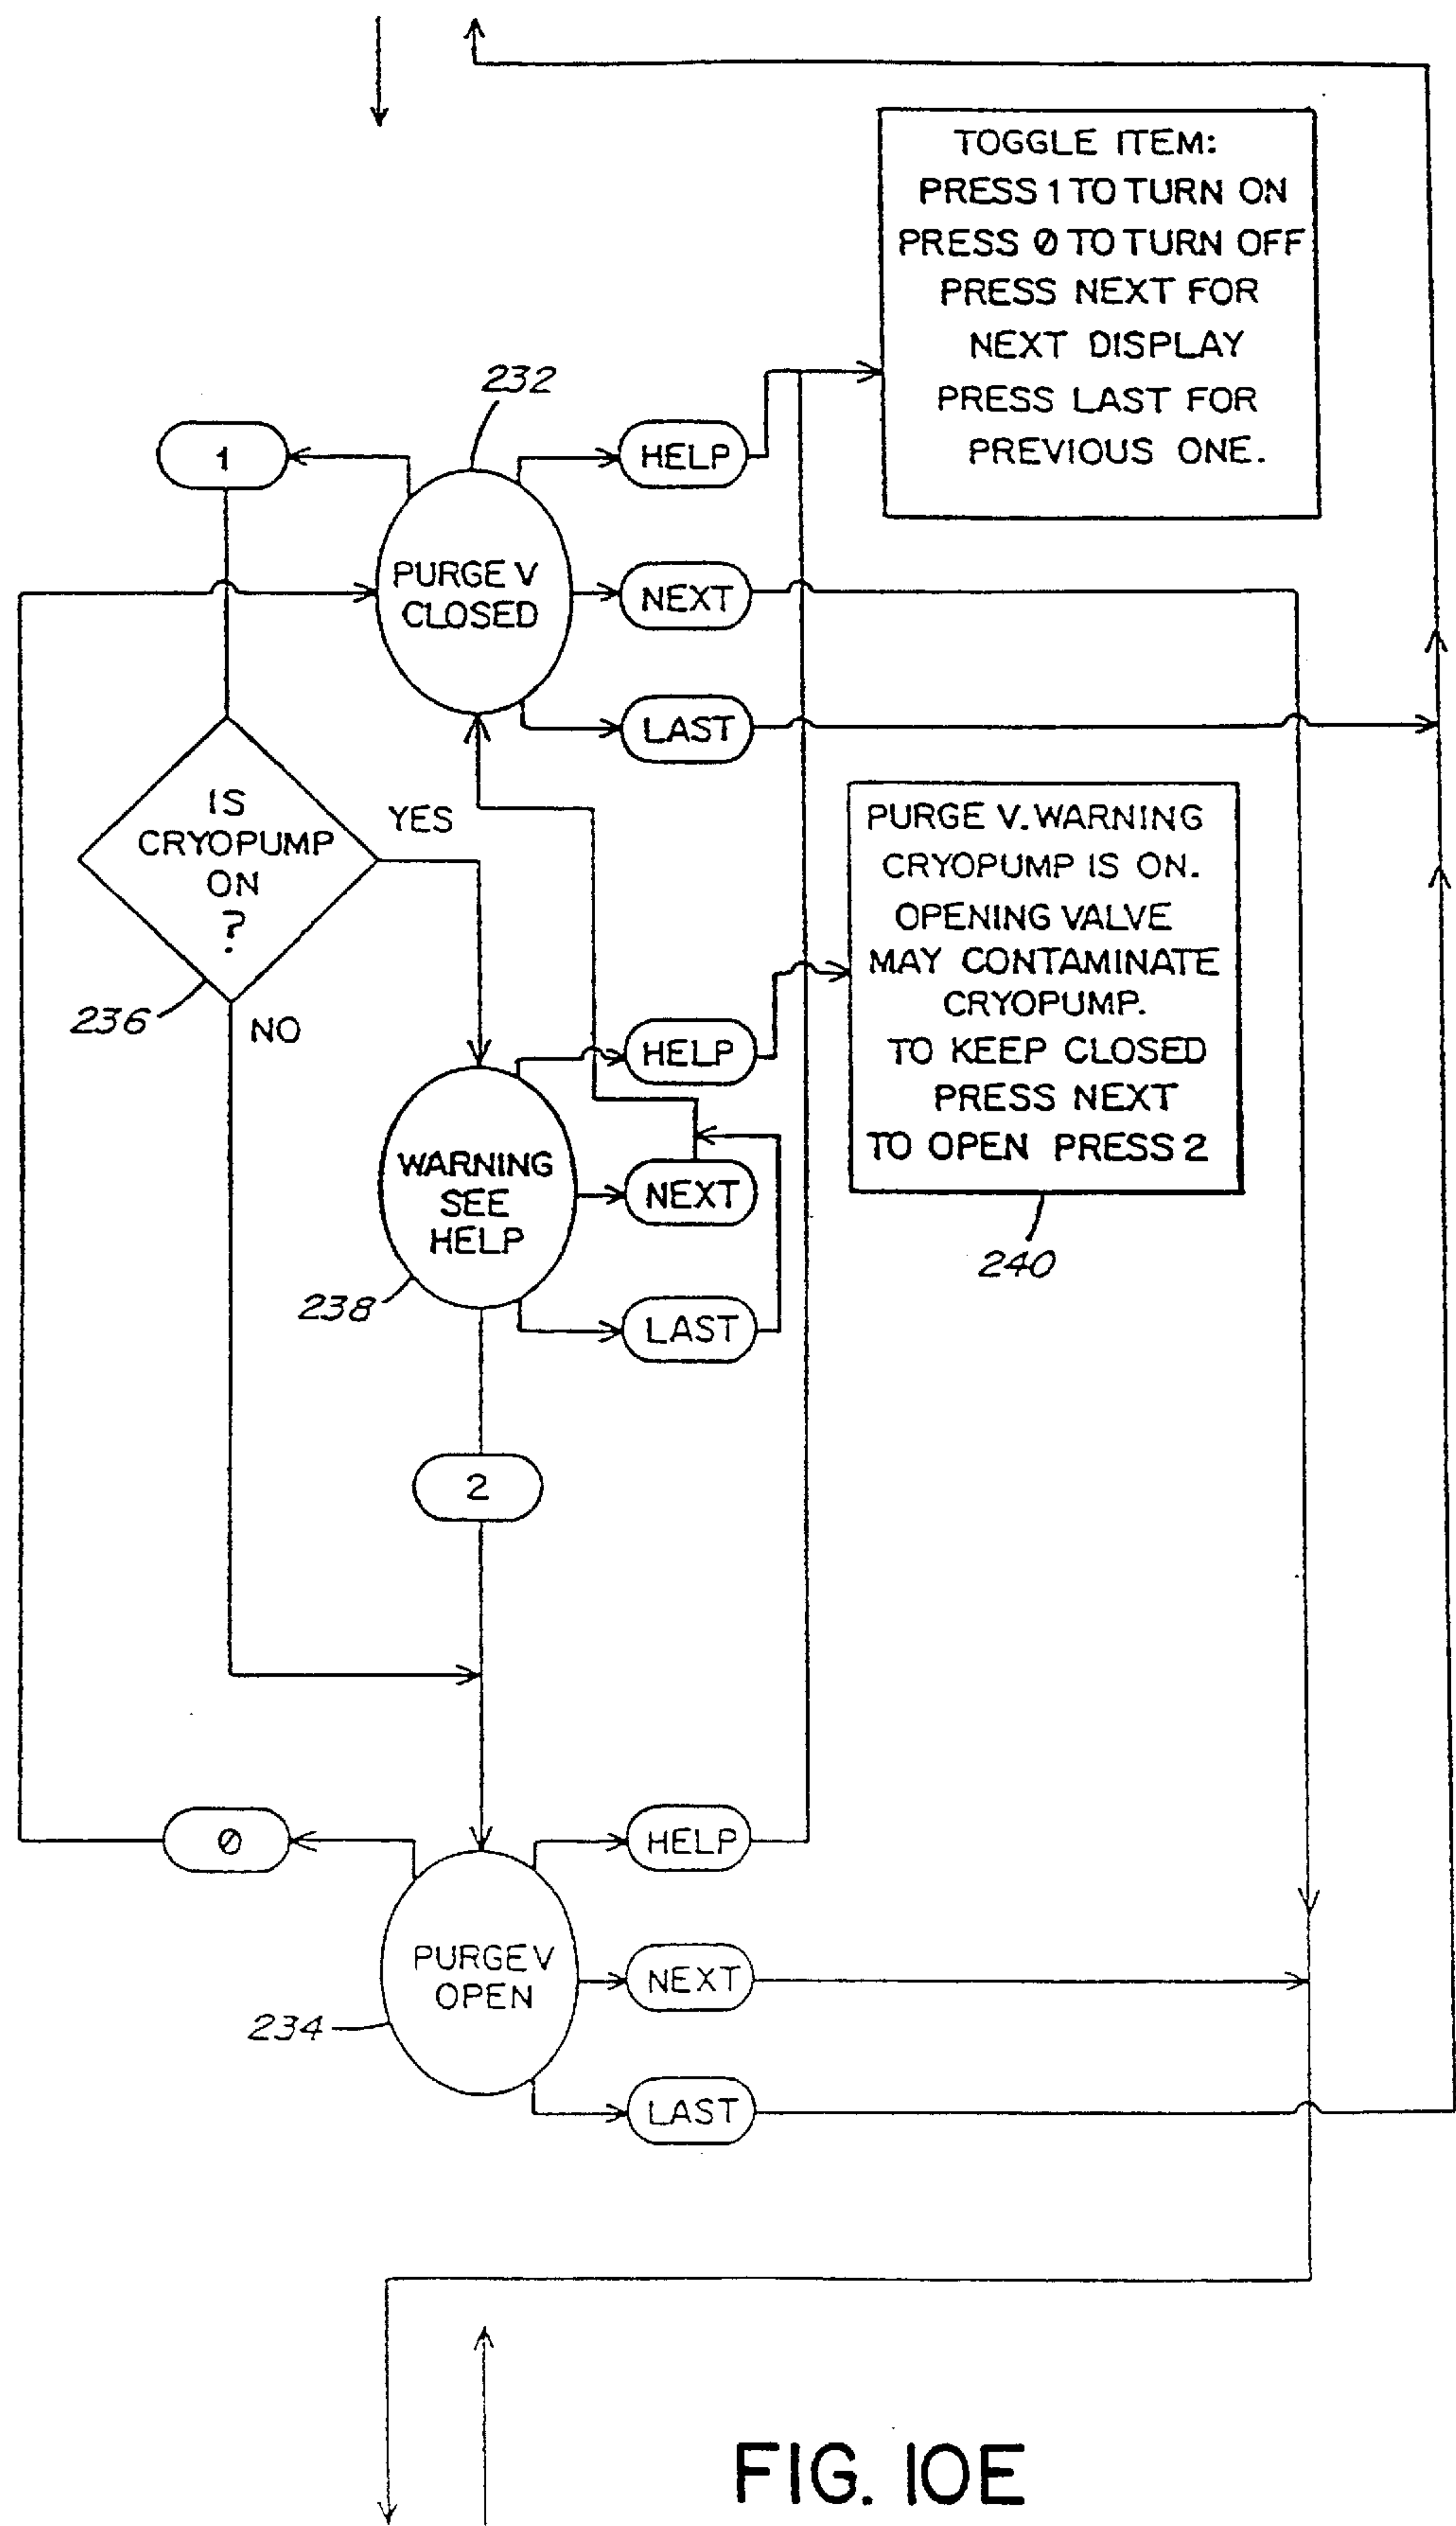 TOGGLE ITEM:
PRESS 1 TO TURN ON
PRESS 0 TO TURN OFF
PRESS NEXT FOR
NEXT DISPLAY
PRESS LAST FOR
PREVIOUS ONE.
232
1
HELP
PURGE V
CLOSED
NEXT
LAST
IS
CRYOPUMP
ON
?
YES
236
NO
PURGE V. WARNING
CRYOPUMP IS ON.
OPENING VALVE
MAY CONTAMINATE
CRYOPUMP.
TO KEEP CLOSED
PRESS NEXT
TO OPEN PRESS 2
240
HELP
WARNING
SEE
HELP
NEXT
238
LAST
2
0
HELP
PURGE V
OPEN
NEXT
234
LAST
FIG. 10E